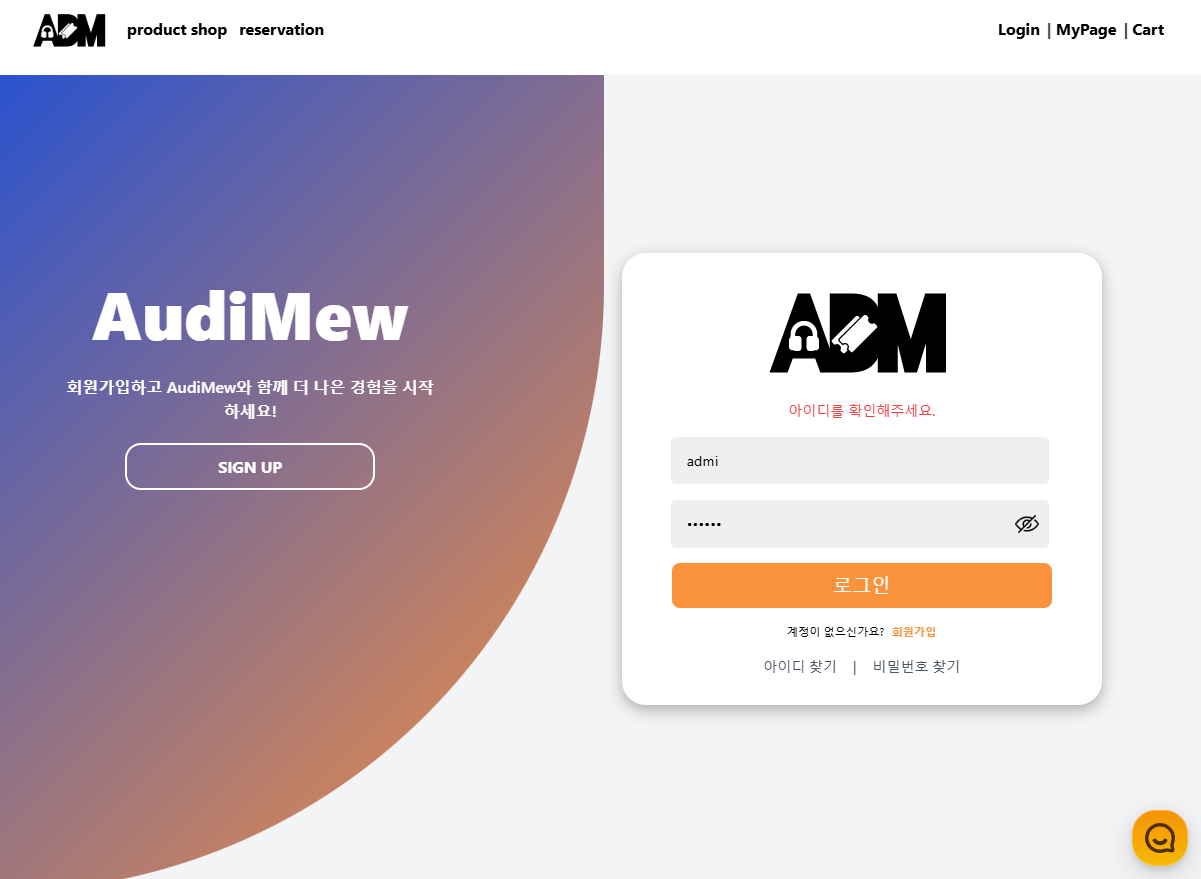 ADM product shop reservation Login | MyPage | Cart
AudiMew
회원가입하고 AudiMew와 함께 더 나은 경험을 시작
하세요!
SIGN UP
ADM
아이디를 확인해주세요.
admi
••••••
로그인
계정이 없으신가요? 회원가입
아이디 찾기 | 비밀번호 찾기